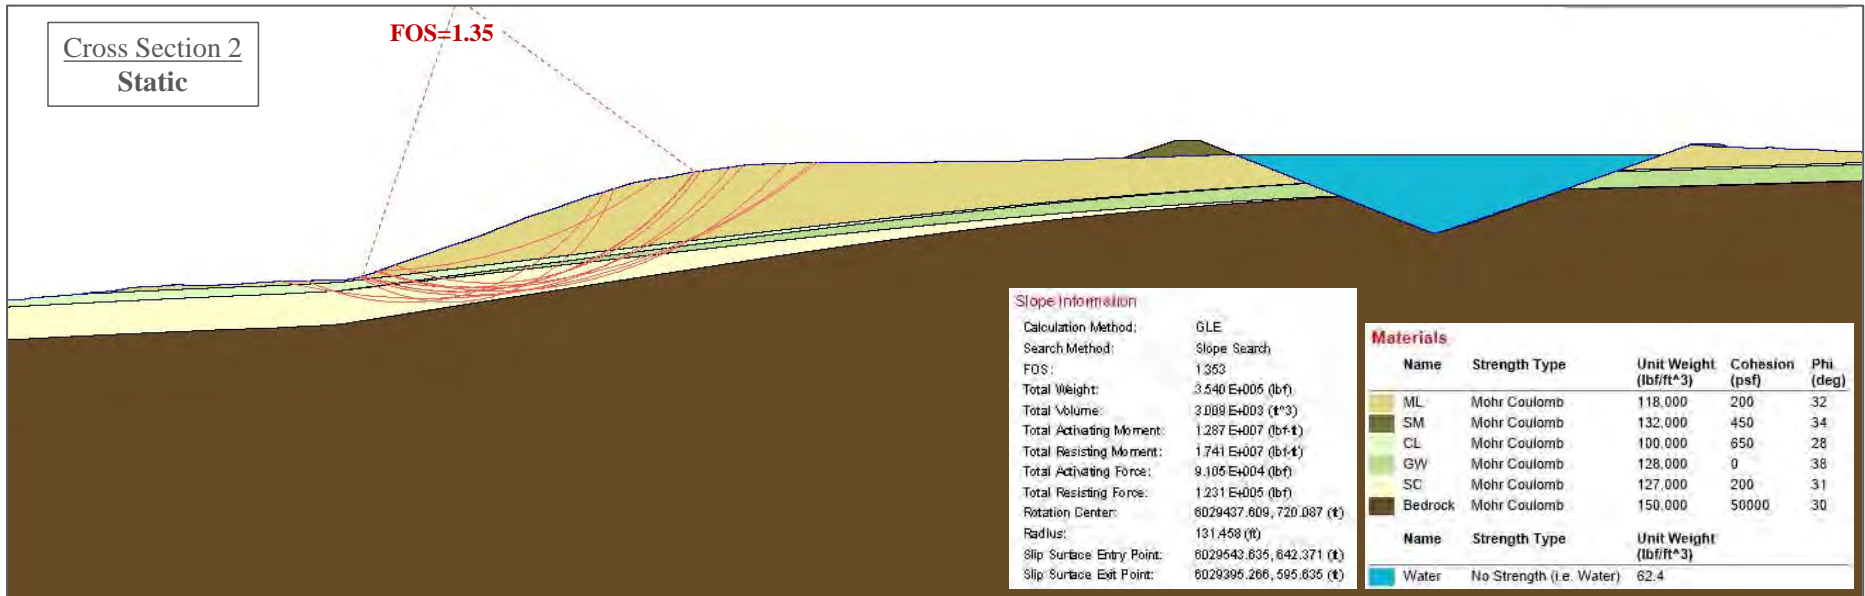 Cross Section 2
Static
FOS=1.35
Slope Information
Calculation Method: GLE
Search Method: Slope Search
FOS: 1.353
Total Weight: 3.540 E+005 (lbf)
Total Volume: 3.009 E+003 (ft^3)
Total Activating Moment: 1.287 E+007 (lbf-ft)
Total Resisting Moment: 1.741 E+007 (lbf-ft)
Total Activating Force: 9.105 E+004 (lbf)
Total Resisting Force: 1.231 E+005 (lbf)
Rotation Center: 6029437.609, 720.087 (ft)
Radius: 131.458 (ft)
Slip Surface Entry Point: 6029543.635, 642.371 (ft)
Slip Surface Exit Point: 6029395.266, 595.635 (ft)
Materials
Name Strength Type Unit Weight Cohesion Phi
(lbf/ft^3) (psf) (deg)
ML Mohr Coulomb 118.000 200 32
SM Mohr Coulomb 132.000 450 34
CL Mohr Coulomb 100.000 650 28
GW Mohr Coulomb 128.000 0 38
SC Mohr Coulomb 127.000 200 31
Bedrock Mohr Coulomb 150.000 50000 30
Name Strength Type Unit Weight
(lbf/ft^3)
Water No Strength (i.e. Water) 62.4